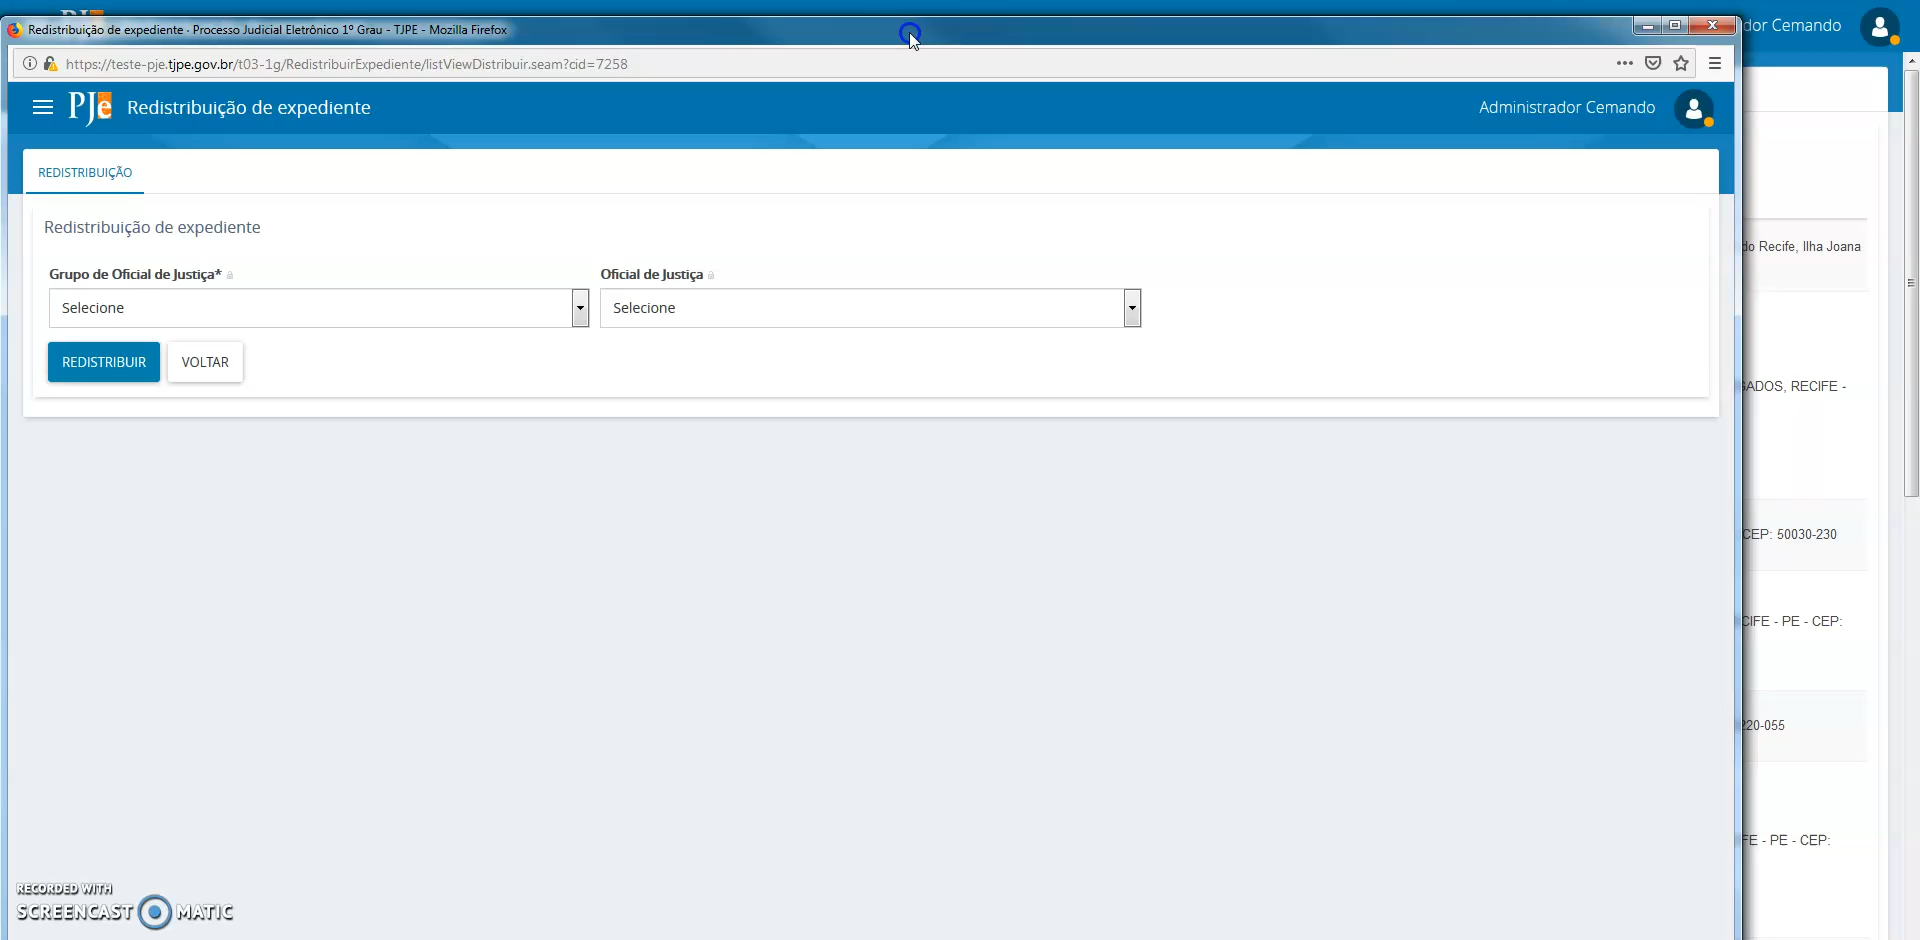 Redistribuição de expediente · Processo Judicial Eletrônico 1º Grau - TJPE - Mozilla Firefox
dor Cemando
https://teste-pje.tjpe.gov.br/t03-1g/RedistribuirExpediente/listViewDistribuir.seam?cid=7258
PJe Redistribuição de expediente
Administrador Cemando
REDISTRIBUIÇÃO
Redistribuição de expediente
do Recife, Ilha Joana
Grupo de Oficial de Justiça*
Oficial de Justiça
Selecione
Selecione
REDISTRIBUIR
VOLTAR
GADOS, RECIFE -
CEP: 50030-230
CIFE - PE - CEP:
220-055
FE - PE - CEP:
RECORDED WITH
SCREENCAST MATIC